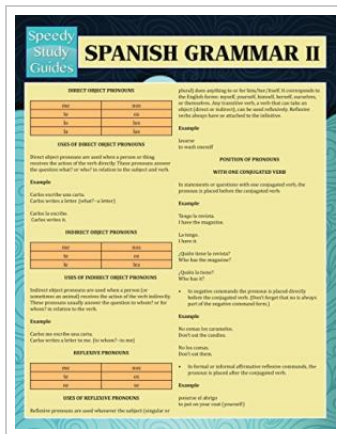 Speedy
Study
Guides
SPANISH GRAMMAR II
DIRECT OBJECT PRONOUNS
me nos
te os
lo los
la las
USES OF DIRECT OBJECT PRONOUNS
Direct object pronouns are used when a person or thing
receives the action of the verb directly. These pronouns answer
the question what? or who? in relation to the subject and verb.
Example
Carlos escribe una carta.
Carlos writes a letter. (what?- a letter)
Carlos la escribe.
Carlos writes it.
INDIRECT OBJECT PRONOUNS
me nos
te os
le les
USES OF INDIRECT OBJECT PRONOUNS
Indirect object pronouns are used when a person (or
sometimes an animal) receives the action of the verb indirectly.
These pronouns usually answer the question to whom? or for
whom? in relation to the verb.
Example
Carlos me escribe una carta.
Carlos writes a letter to me. (to whom?- to me)
REFLEXIVE PRONOUNS
me nos
te os
se se
USES OF REFLEXIVE PRONOUNS
Reflexive pronouns are used whenever the subject (singular or
plural) does anything to or for him/her/itself. It corresponds to
the English forms: myself, yourself, himself, herself, ourselves,
or themselves. Any transitive verb, a verb that can take an
object (direct or indirect), can be used reflexively. Reflexive
verbs always have se attached to the infinitive.
Example
lavarse
to wash oneself
POSITION OF PRONOUNS
WITH ONE CONJUGATED VERB
In statements or questions with one conjugated verb, the
pronoun is placed before the conjugated verb.
Example
Tengo la revista.
I have the magazine.
La tengo.
I have it.
¿Quién tiene la revista?
Who has the magazine?
¿Quién la tiene?
Who has it?
• In negative commands the pronoun is placed directly
before the conjugated verb. (Don't forget that no is always
part of the negative command form.)
Example
No comas los caramelos.
Don't eat the candies.
No los comas.
Don't eat them.
• In formal or informal affirmative reflexive commands, the
pronoun is placed after the conjugated verb.
Example
ponerse el abrigo
to put on your coat (yourself)